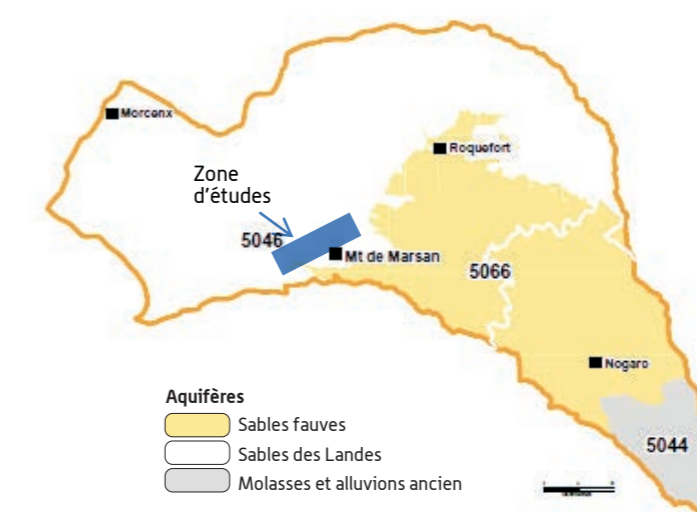 Morcenx
Roquefort
Zone
d'études
5046
Mt de Marsan
5066
Nogaro
Aquifères
Sables fauves
Sables des Landes
Molasses et alluvions ancien
5044